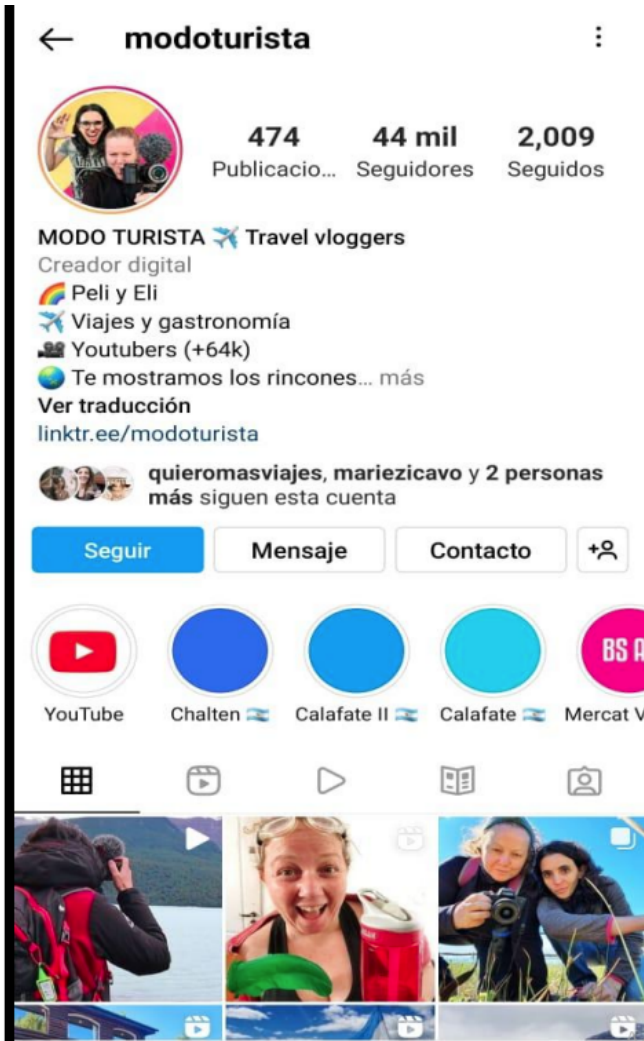 modoturista
474 44 mil 2,009
Publicacio... Seguidores Seguidos
MODO TURISTA ✈️ Travel vloggers
Creador digital
🌈 Peli y Eli
✈️ Viajes y gastronomía
🎥 Youtubers (+64k)
🌎 Te mostramos los rincones... más
Ver traducción
linktr.ee/modoturista
quieromasviajes, mariezicavo y 2 personas
más siguen esta cuenta
Seguir Mensaje Contacto
BS A
YouTube Chalten 🇦🇷 Calafate II 🇦🇷 Calafate 🇦🇷 Mercat V